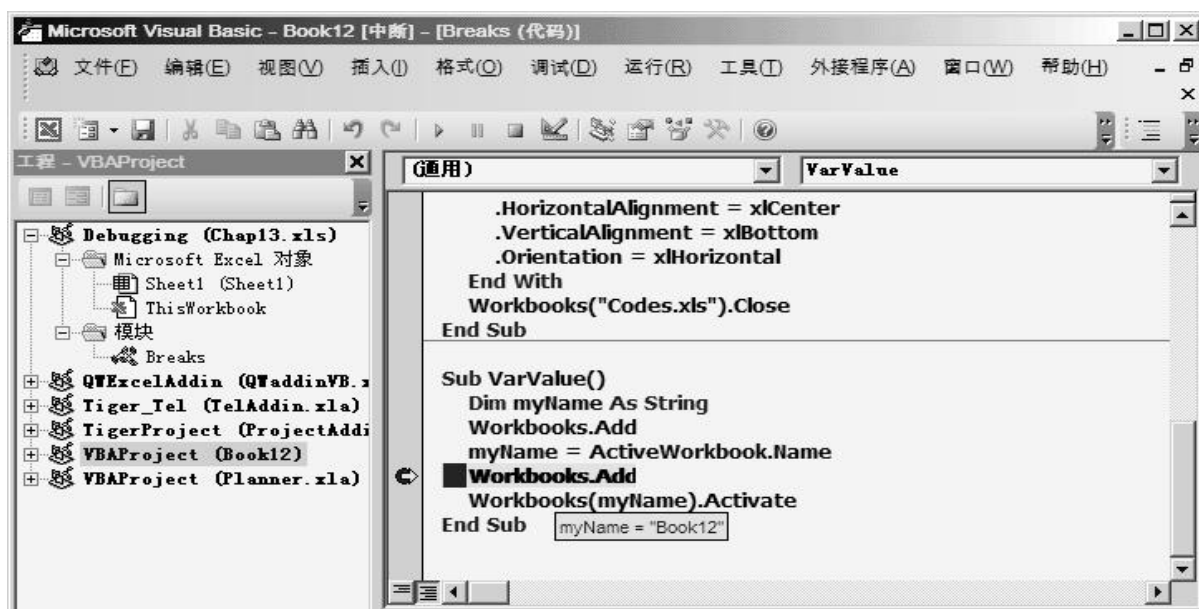 Microsoft Visual Basic - Book12 [中断] - [Breaks (代码)]
文件(F) 编辑(E) 视图(V) 插入(I) 格式(O) 调试(D) 运行(R) 工具(T) 外接程序(A) 窗口(W) 帮助(H)
工程 - VBAProject
Debugging (Chap13.xls)
Microsoft Excel 对象
Sheet1 (Sheet1)
ThisWorkbook
模块
Breaks
QWExcelAddin (QWaddinVB.x
Tiger_Tel (TelAddin.xla)
TigerProject (ProjectAddi
VBAProject (Book12)
VBAProject (Planner.xla)
(通用)
VarValue
.HorizontalAlignment = xlCenter
.VerticalAlignment = xlBottom
.Orientation = xlHorizontal
End With
Workbooks("Codes.xls").Close
End Sub
Sub VarValue()
Dim myName As String
Workbooks.Add
myName = ActiveWorkbook.Name
Workbooks.Add
Workbooks(myName).Activate
End Sub
myName = "Book12"